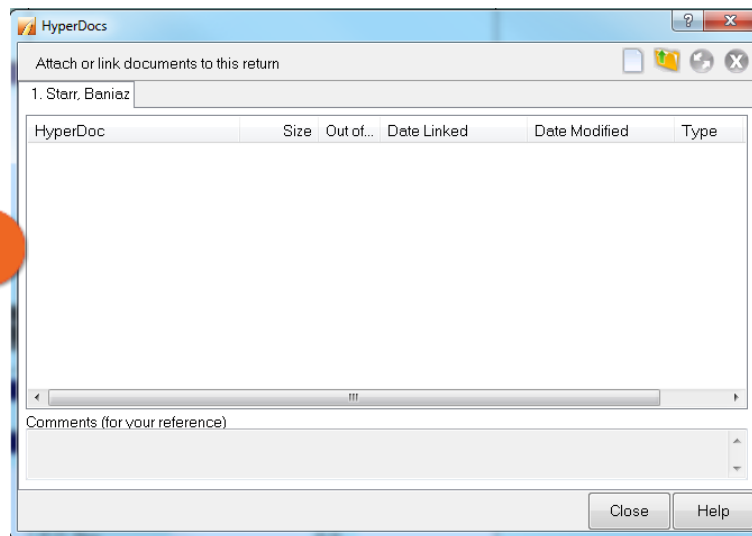 HyperDocs
Attach or link documents to this return
1. Starr, Baniaz
HyperDoc Size Out of... Date Linked Date Modified Type
Comments (for your reference)
Close Help